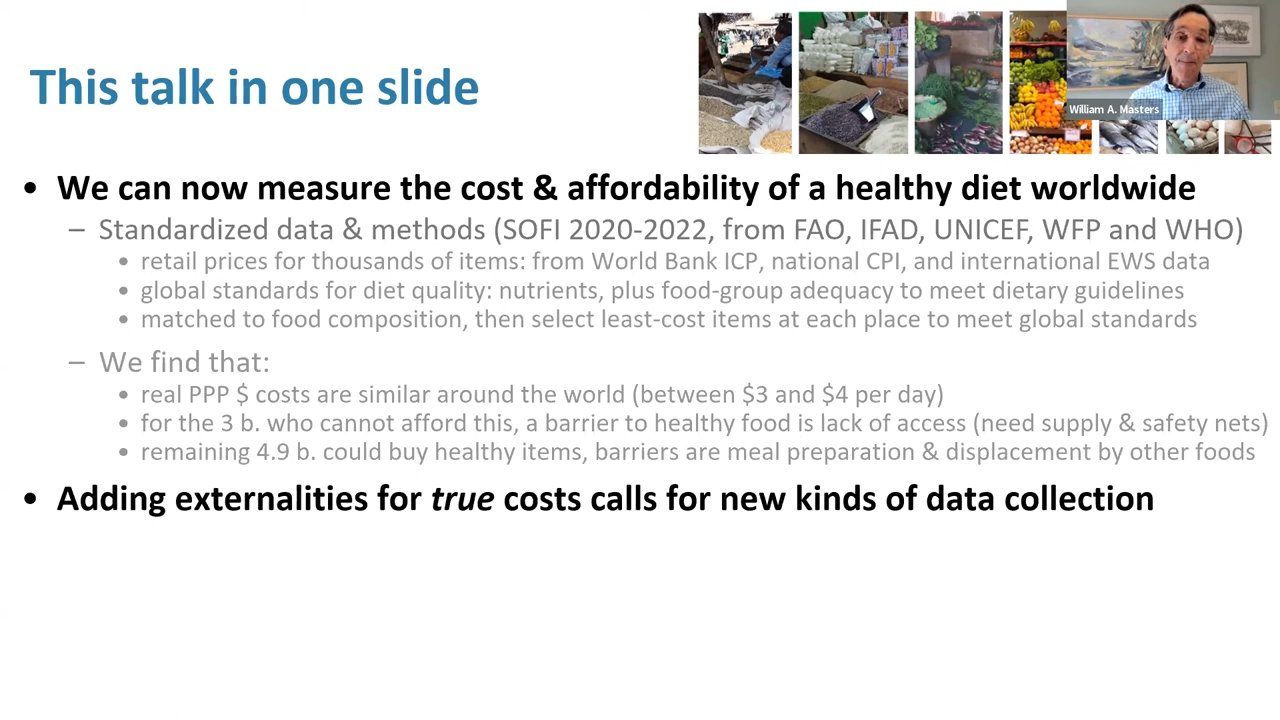 This talk in one slide
William A. Masters
• We can now measure the cost & affordability of a healthy diet worldwide
– Standardized data & methods (SOFI 2020-2022, from FAO, IFAD, UNICEF, WFP and WHO)
• retail prices for thousands of items: from World Bank ICP, national CPI, and international EWS data
• global standards for diet quality: nutrients, plus food-group adequacy to meet dietary guidelines
• matched to food composition, then select least-cost items at each place to meet global standards
– We find that:
• real PPP $ costs are similar around the world (between $3 and $4 per day)
• for the 3 b. who cannot afford this, a barrier to healthy food is lack of access (need supply & safety nets)
• remaining 4.9 b. could buy healthy items, barriers are meal preparation & displacement by other foods
• Adding externalities for true costs calls for new kinds of data collection